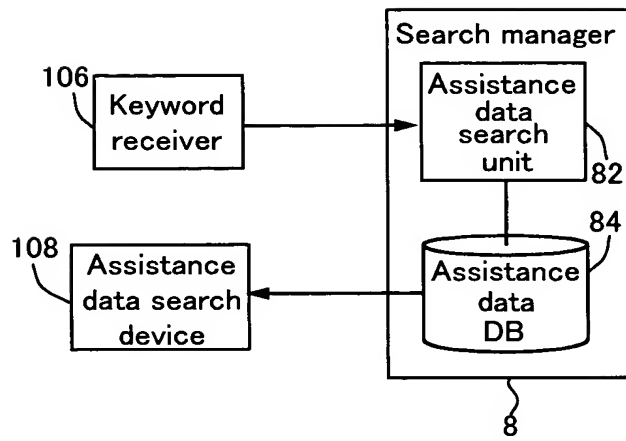 Search manager
106
Keyword
receiver
Assistance
data
search
unit
82
108
Assistance
data search
device
84
Assistance
data
DB
8